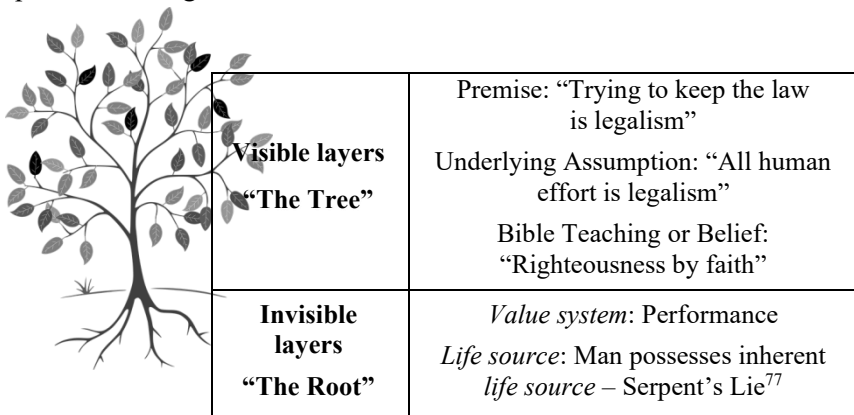 Visible layers
“The Tree”
Premise: “Trying to keep the law
is legalism”
Underlying Assumption: “All human
effort is legalism”
Bible Teaching or Belief:
“Righteousness by faith”
Invisible
layers
“The Root”
Value system: Performance
Life source: Man possesses inherent
life source – Serpent’s Lie77